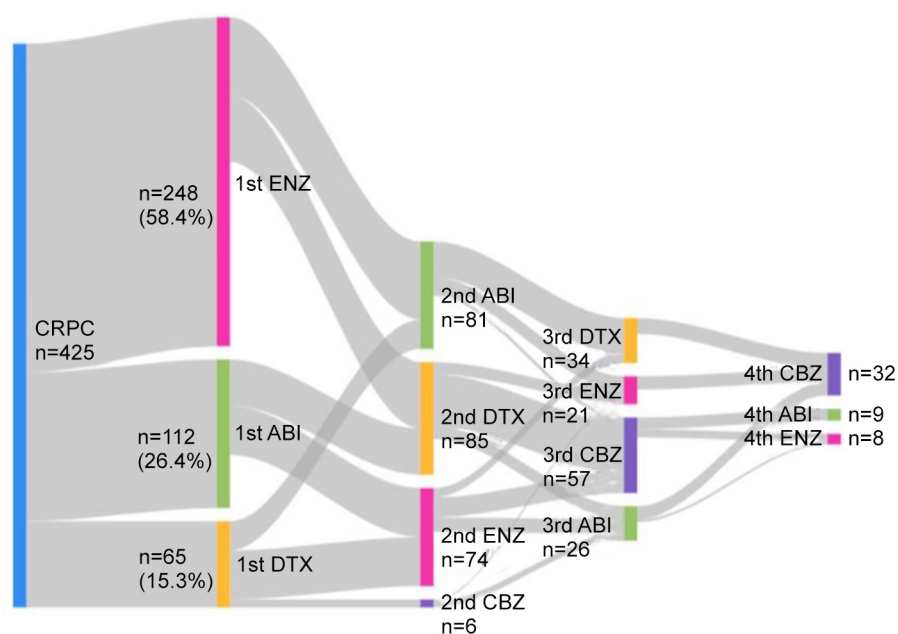 CRPC
n=425
n=248
(58.4%)
1st ENZ
n=112
(26.4%)
1st ABI
n=65
(15.3%)
1st DTX
2nd ABI
n=81
2nd DTX
n=85
2nd ENZ
n=74
2nd CBZ
n=6
3rd DTX
n=34
3rd ENZ
n=21
3rd CBZ
n=57
3rd ABI
n=26
4th CBZ
n=32
4th ABI
n=9
4th ENZ
n=8